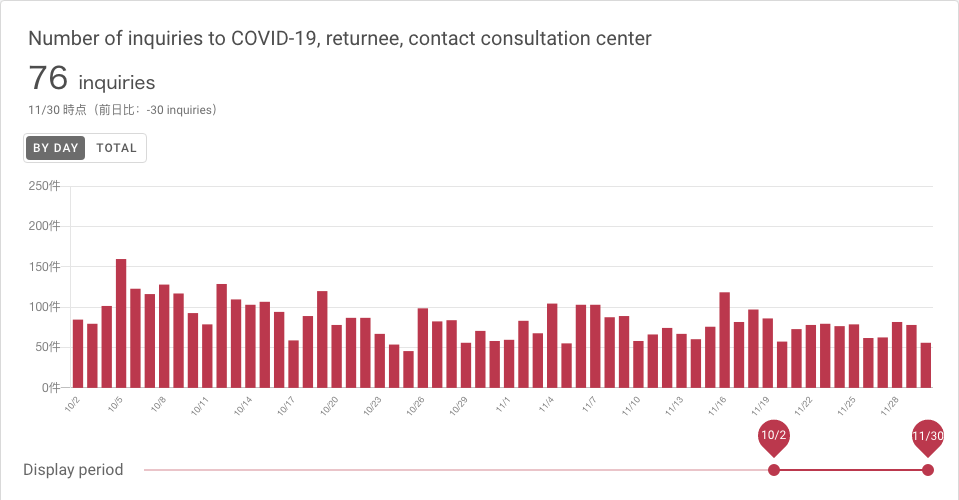 Number of inquiries to COVID-19, returnee, contact consultation center
76 inquiries
11/30 時点（前日比：-30 inquiries）
BY DAY TOTAL
250件
200件
150件
100件
50件
0件
10/2 10/5 10/8 10/11 10/14 10/17 10/20 10/23 10/26 10/29 11/1 11/4 11/7 11/10 11/13 11/16 11/19 11/22 11/25 11/28
10/2 11/30
Display period